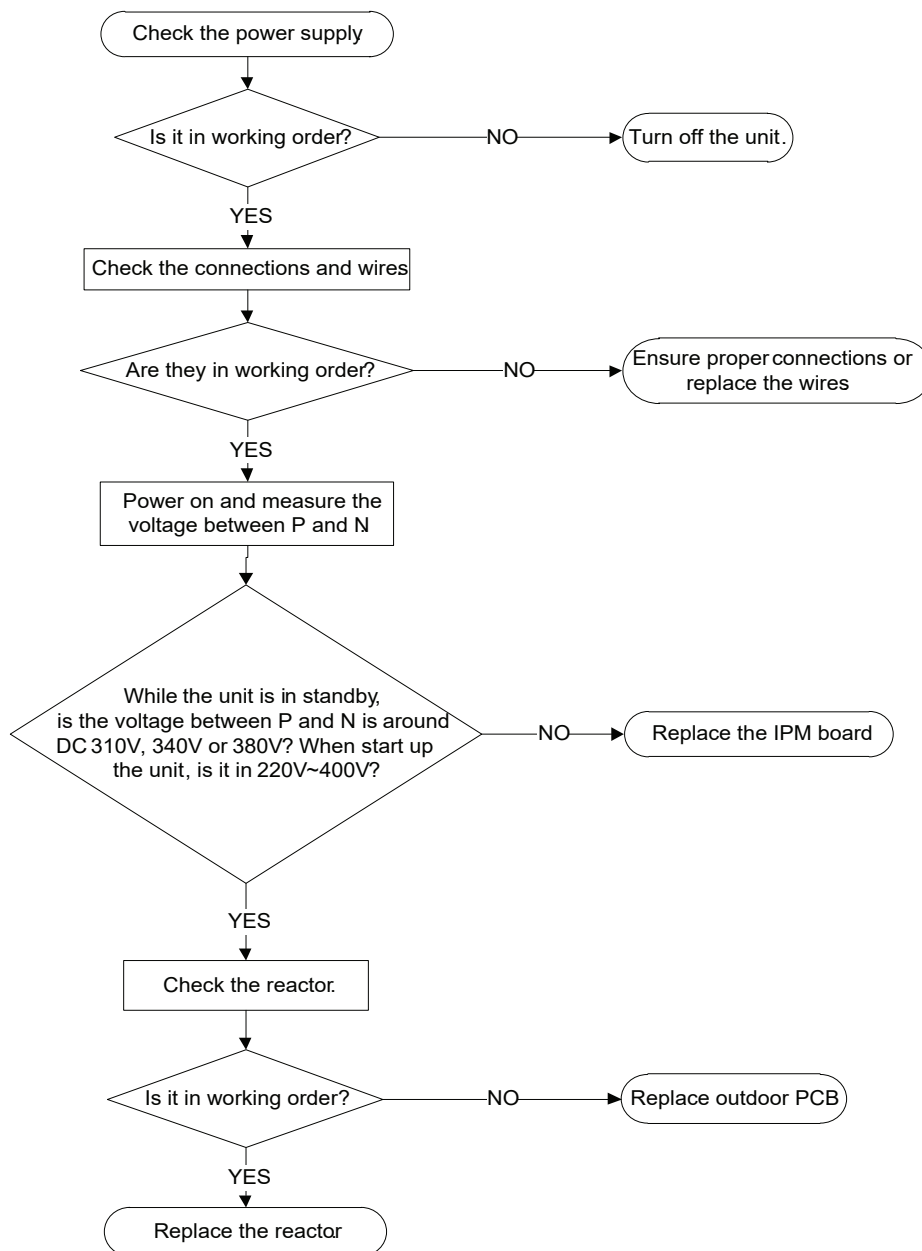 Check the power supply
Is it in working order?
NO
Turn off the unit.
YES
Check the connections and wires
Are they in working order?
NO
Ensure proper connections or
replace the wires
YES
Power on and measure the
voltage between P and N
While the unit is in standby,
is the voltage between P and N is around
DC 310V, 340V or 380V? When start up
the unit, is it in 220V~400V?
NO
Replace the IPM board
YES
Check the reactor.
Is it in working order?
NO
Replace outdoor PCB
YES
Replace the reactor